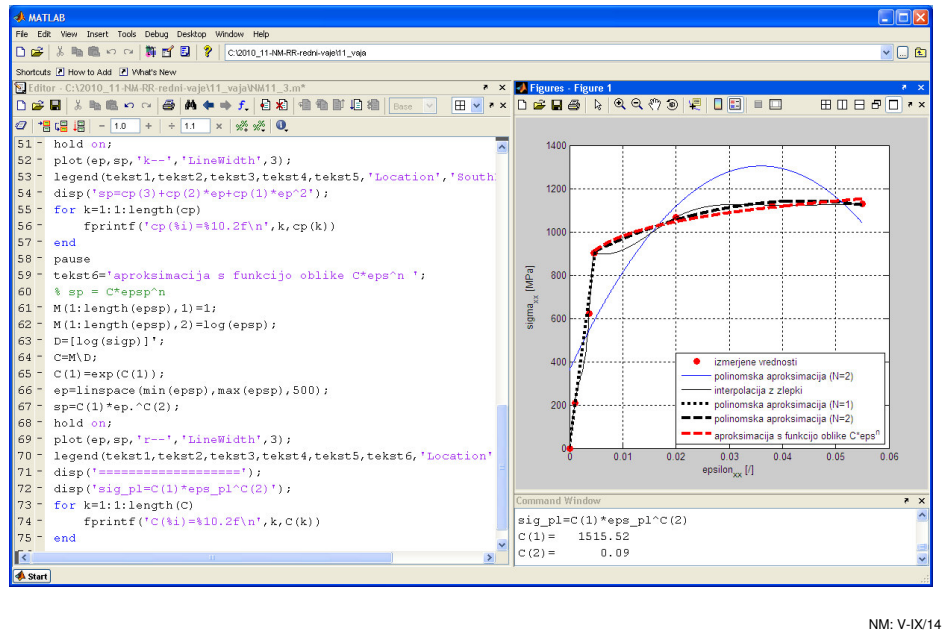 MATLAB
File Edit View Insert Tools Debug Desktop Window Help
C:\2010_11-NM-RR-redni-vaje\11_vaja
Shortcuts How to Add What's New
Editor - C:\2010_11-NM-RR-redni-vaje\11_vaja\NM11_3.m*
Base
1.0
1.1
51 hold on;
52 plot(ep,sp,'k--','LineWidth',3);
53 legend(tekst1,tekst2,tekst3,tekst4,tekst5,'Location','South
54 disp('sp=cp(3)+cp(2)*ep+cp(1)*ep^2');
55 for k=1:1:length(cp)
56 fprintf('cp(%i)=%10.2f\n',k,cp(k))
57 end
58 pause
59 tekst6='aproksimacija s funkcijo oblike C*eps^n ';
60 % sp = C*epsp^n
61 M(1:length(epsp),1)=1;
62 M(1:length(epsp),2)=log(epsp);
63 D=[log(sigp)]';
64 C=M\D;
65 C(1)=exp(C(1));
66 ep=linspace(min(epsp),max(epsp),500);
67 sp=C(1)*ep.^C(2);
68 hold on;
69 plot(ep,sp,'r--','LineWidth',3);
70 legend(tekst1,tekst2,tekst3,tekst4,tekst5,tekst6,'Location'
71 disp('===================');
72 disp('sig_pl=C(1)*eps_pl^C(2)');
73 for k=1:1:length(C)
74 fprintf('C(%i)=%10.2f\n',k,C(k))
75 end
Figures - Figure 1
1400
1200
1000
800
600
400
200
0
sigma_xx [MPa]
izmerjene vrednosti
polinomska aproksimacija (N=2)
interpolacija z zlepki
polinomska aproksimacija (N=1)
polinomska aproksimacija (N=2)
aproksimacija s funkcijo oblike C*eps^n
0 0.01 0.02 0.03 0.04 0.05 0.06
epsilon_xx [/]
Command Window
sig_pl=C(1)*eps_pl^C(2)
C(1)= 1515.52
C(2)= 0.09
Start
NM: V-IX/14